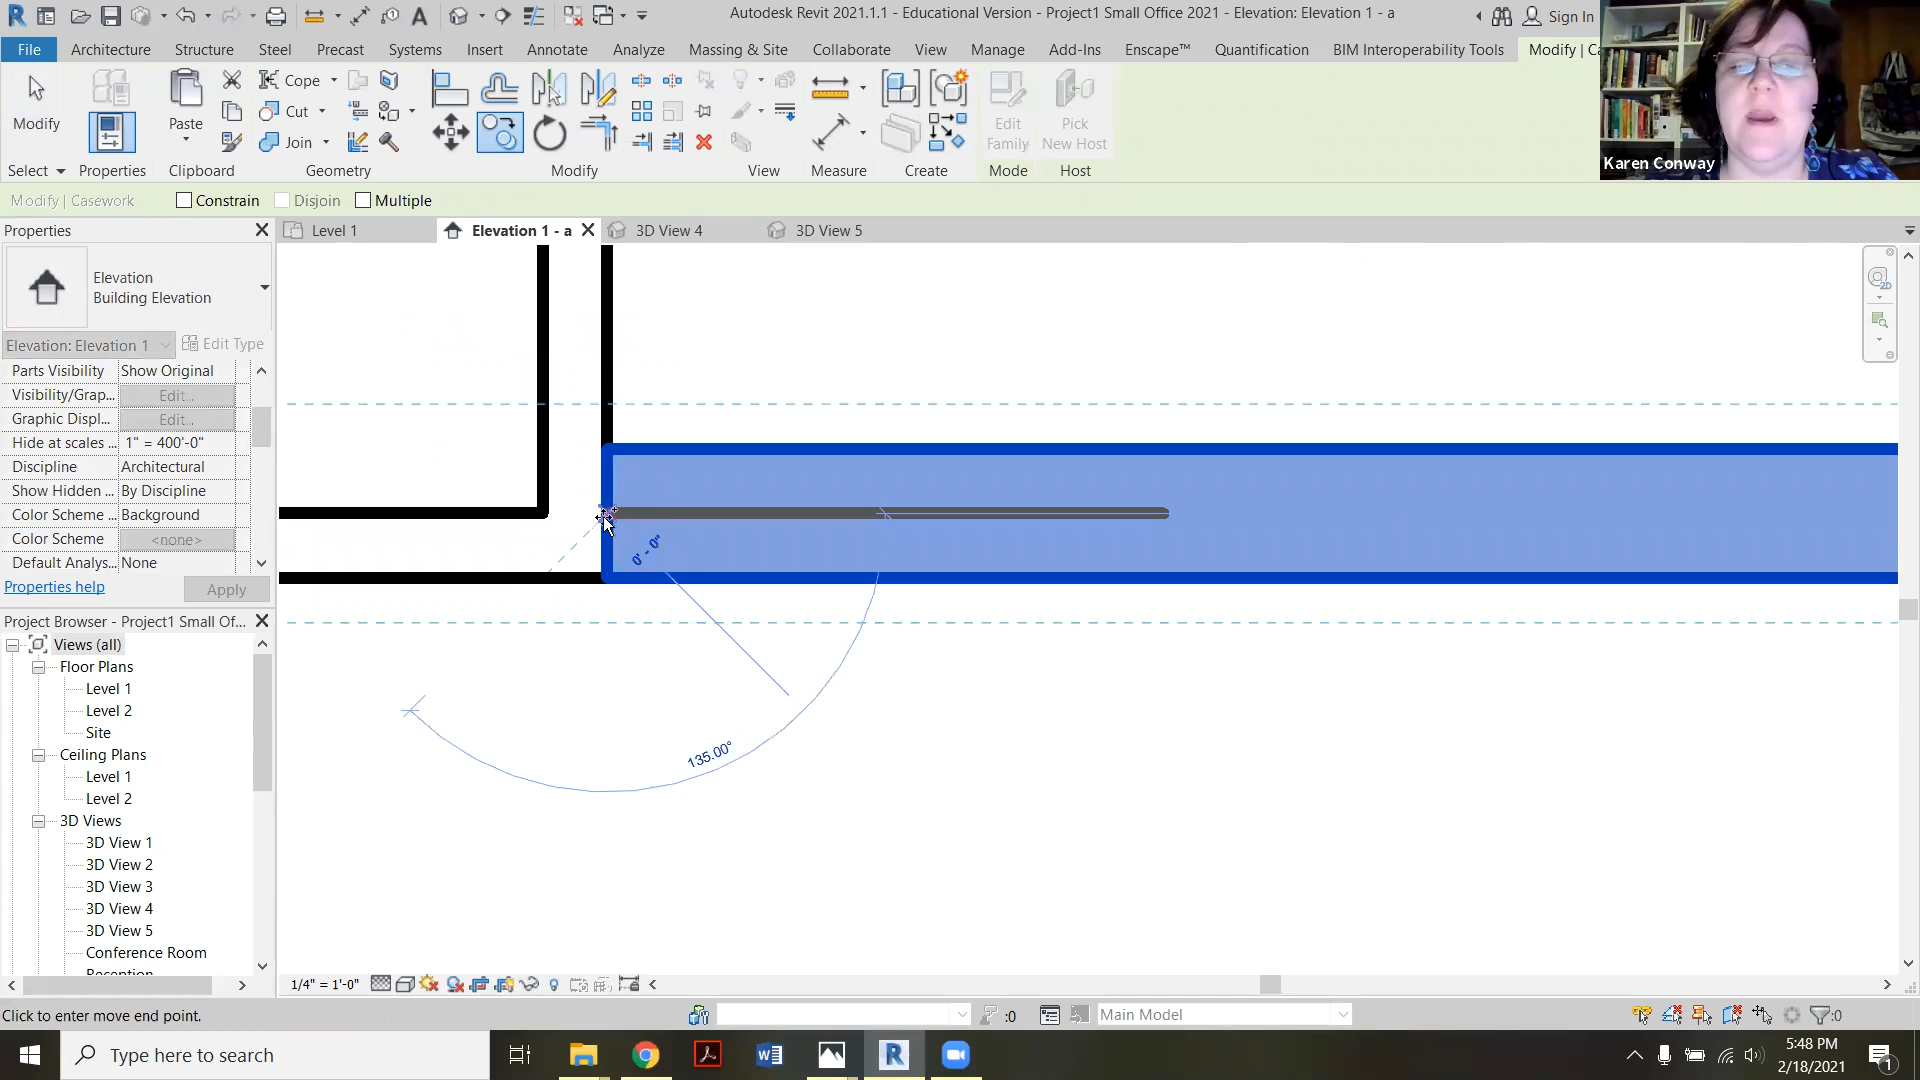 Autodesk Revit 2021.1.1 - Educational Version - Project1 Small Office 2021 - Elevation: Elevation 1 - a
Sign In
File Architecture Structure Steel Precast Systems Insert Annotate Analyze Massing & Site Collaborate View Manage Add-Ins Enscape™ Quantification BIM Interoperability Tools Modify | Ca
Cope
Cut
Join
Modify
Paste
Edit
Family
Pick
New Host
Select Properties Clipboard Geometry Modify View Measure Create Mode Host
Karen Conway
Modify | Casework Constrain Disjoin Multiple
Properties
Level 1
Elevation 1 - a
3D View 4
3D View 5
2D
Elevation
Building Elevation
Elevation: Elevation 1 Edit Type
Parts Visibility Show Original
Visibility/Grap... Edit...
Graphic Displ... Edit...
Hide at scales ... 1" = 400'-0"
Discipline Architectural
Show Hidden ... By Discipline
Color Scheme ... Background
Color Scheme <none>
Default Analys... None
Properties help Apply
0' - 0"
135.00°
Project Browser - Project1 Small Of...
Views (all)
Floor Plans
Level 1
Level 2
Site
Ceiling Plans
Level 1
Level 2
3D Views
3D View 1
3D View 2
3D View 3
3D View 4
3D View 5
Conference Room
Reception
1/4" = 1'-0"
Click to enter move end point.
:0
Main Model
:0
Type here to search
5:48 PM
2/18/2021
1